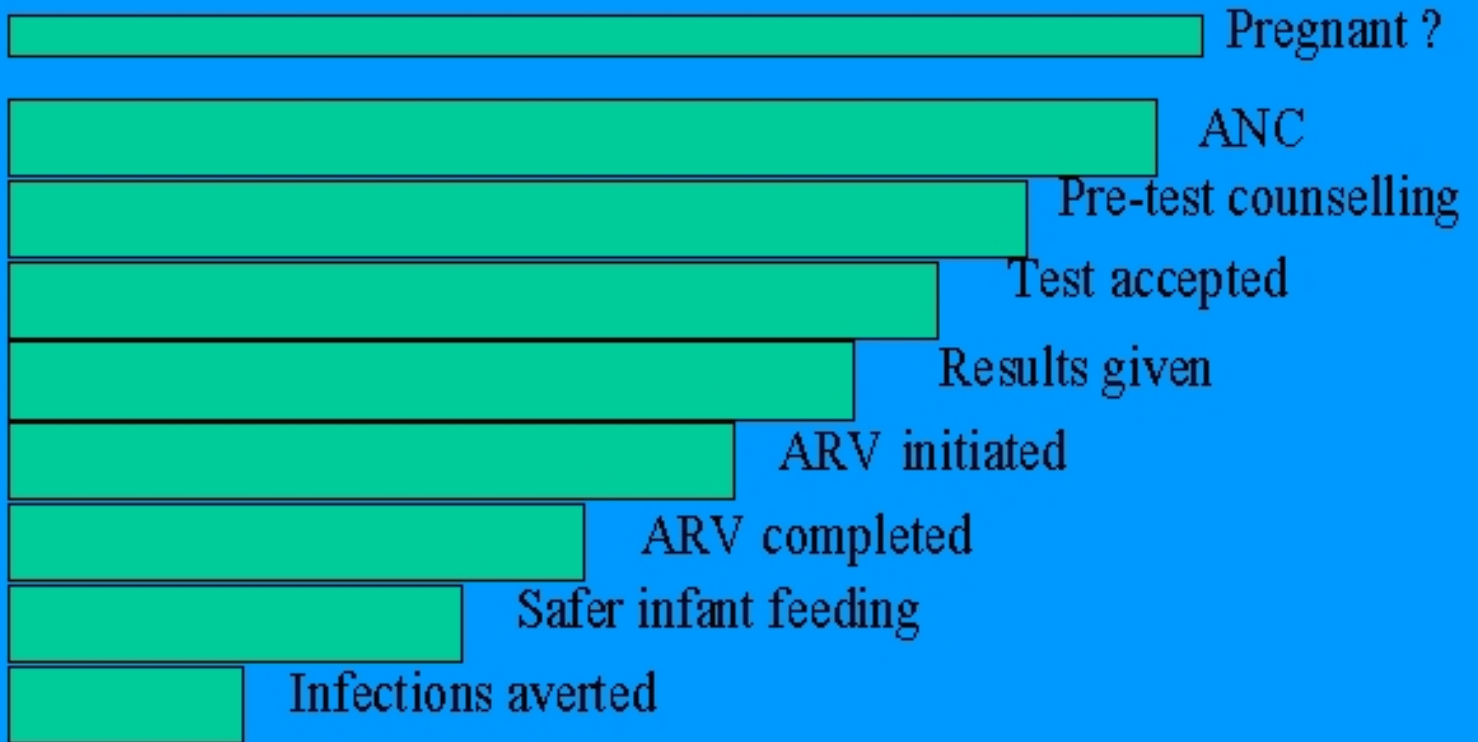 Pregnant ?
ANC
Pre-test counselling
Test accepted
Results given
ARV initiated
ARV completed
Safer infant feeding
Infections averted